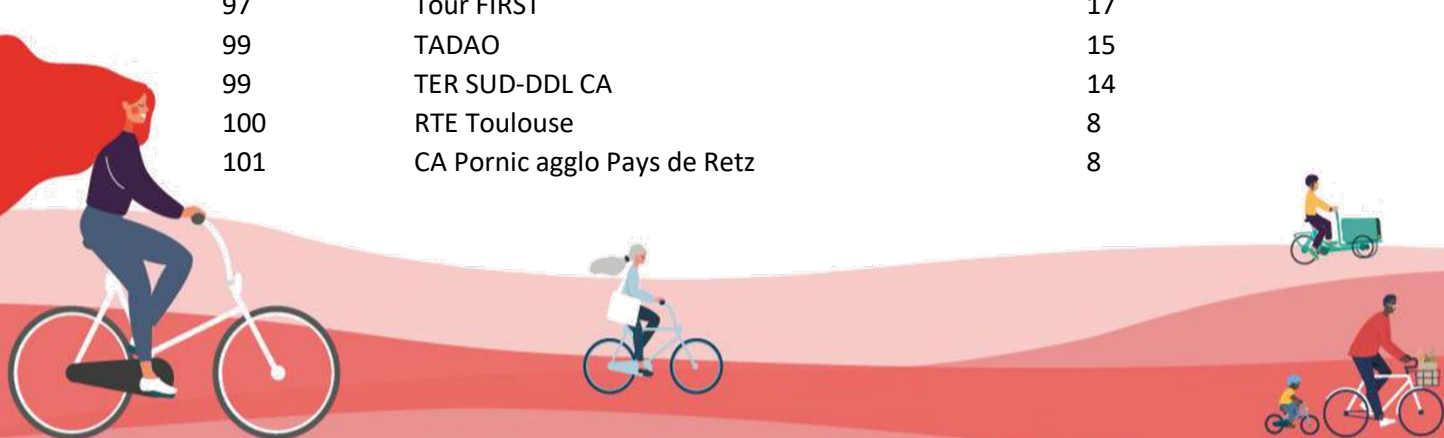 97 Tour FIRST 17
99 TADAO 15
99 TER SUD-DDL CA 14
100 RTE Toulouse 8
101 CA Pornic agglo Pays de Retz 8